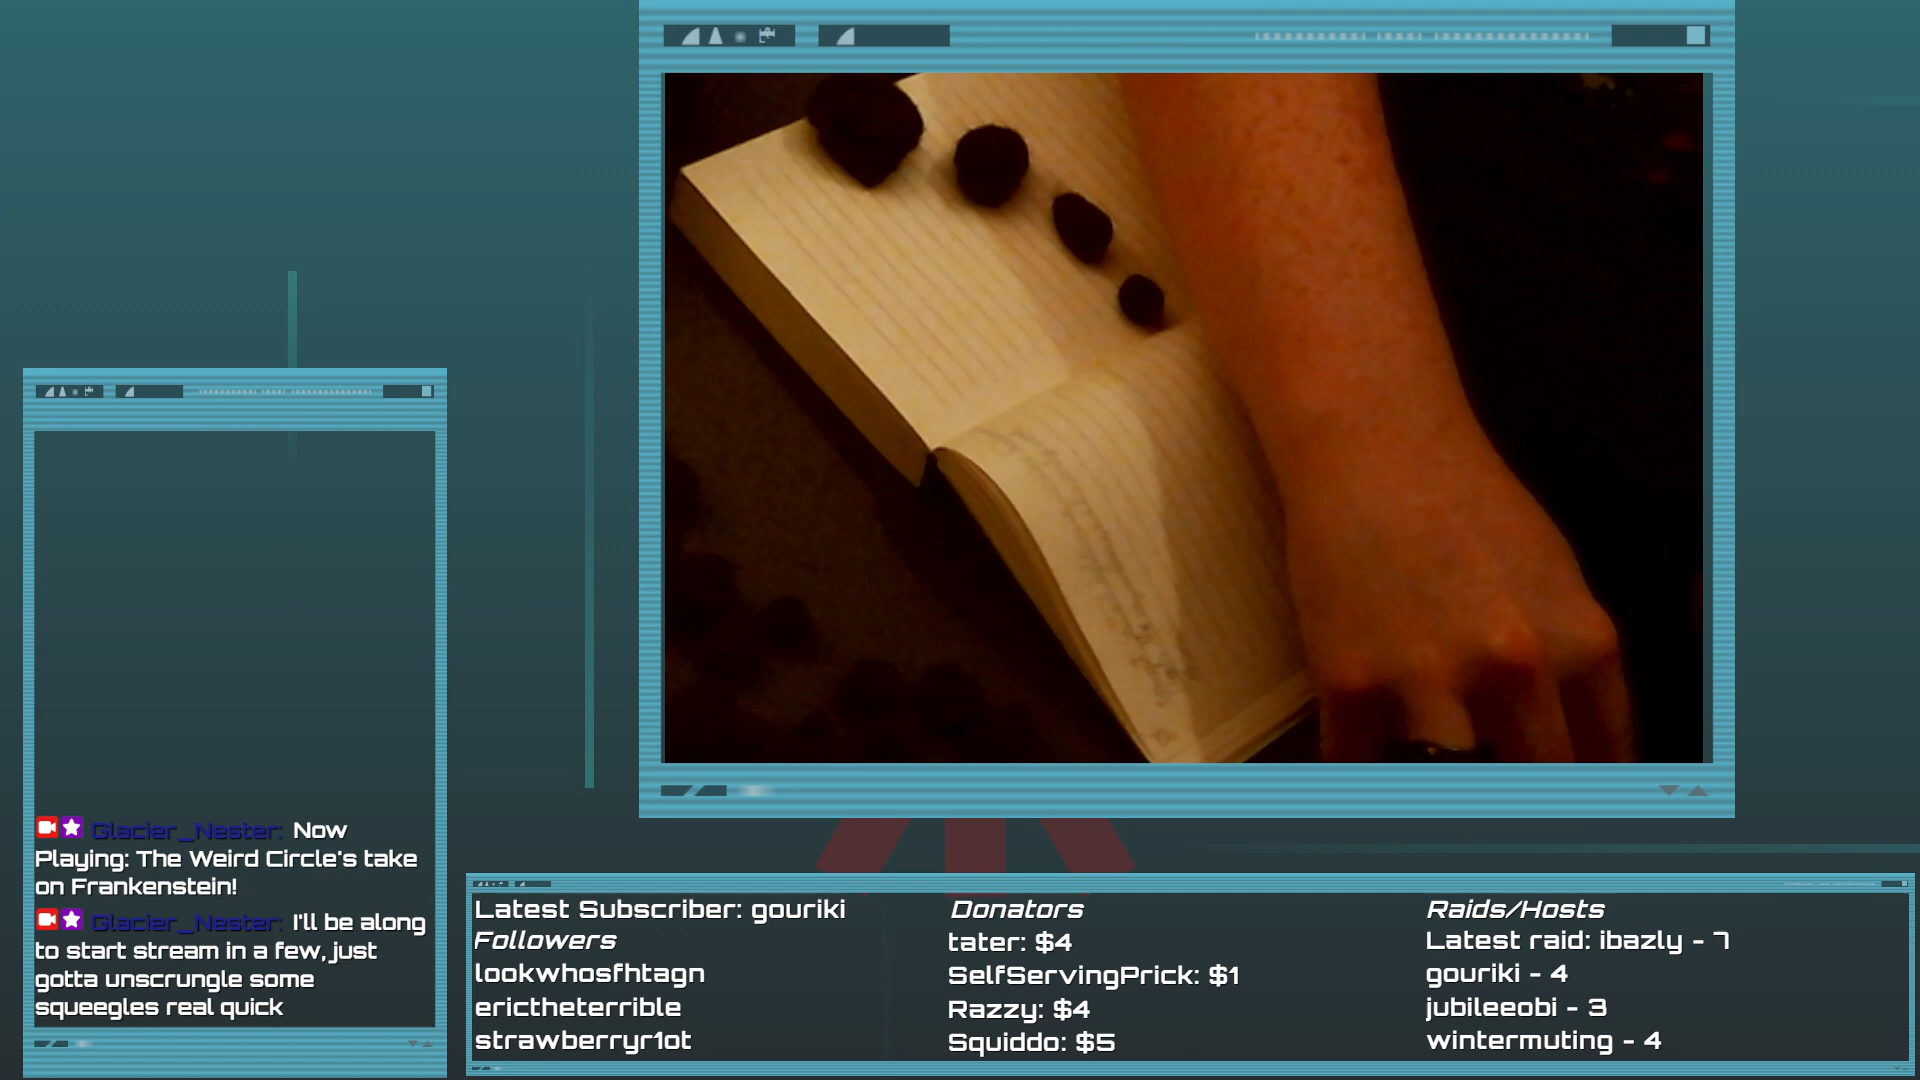 Glacier_Nester: Now
Playing: The Weird Circle's take
on Frankenstein!
Glacier_Nester: I'll be along
to start stream in a few, just
gotta unscrungle some
squeegles real quick
Latest Subscriber: gouriki
Followers
lookwhosfhtagn
erictheterrible
strawberryr1ot
Donators
tater: $4
SelfServingPrick: $1
Razzy: $4
Squiddo: $5
Raids/Hosts
Latest raid: ibazly - 7
gouriki - 4
jubileeobi - 3
wintermuting - 4